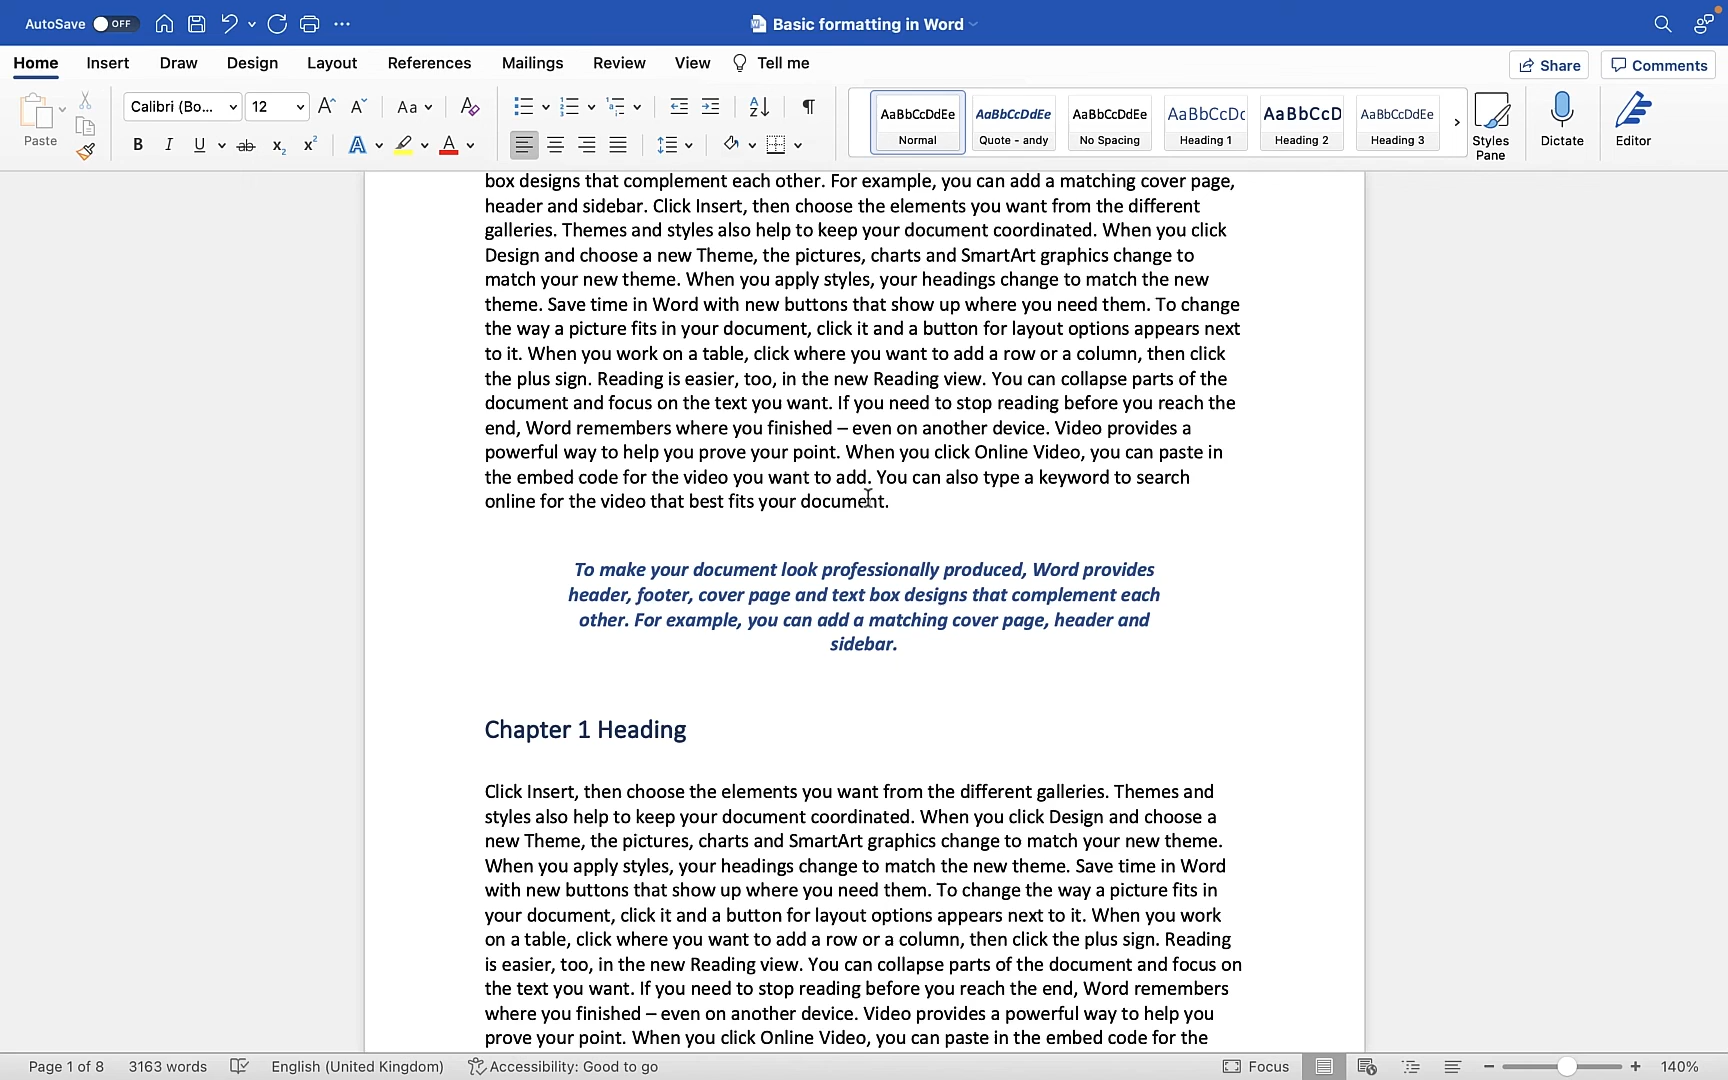 AutoSave OFF
Basic formatting in Word
Home Insert Draw Design Layout References Mailings Review View Tell me Share Comments
Paste
Calibri (Bo... 12 A A Aa A
B I U ab x2 x2 A A
AaBbCcDdEe AaBbCcDdEe AaBbCcDdEe AaBbCcDc AaBbCcD AaBbCcDdEe
Normal Quote - andy No Spacing Heading 1 Heading 2 Heading 3
Styles Pane Dictate Editor
box designs that complement each other. For example, you can add a matching cover page,
header and sidebar. Click Insert, then choose the elements you want from the different
galleries. Themes and styles also help to keep your document coordinated. When you click
Design and choose a new Theme, the pictures, charts and SmartArt graphics change to
match your new theme. When you apply styles, your headings change to match the new
theme. Save time in Word with new buttons that show up where you need them. To change
the way a picture fits in your document, click it and a button for layout options appears next
to it. When you work on a table, click where you want to add a row or a column, then click
the plus sign. Reading is easier, too, in the new Reading view. You can collapse parts of the
document and focus on the text you want. If you need to stop reading before you reach the
end, Word remembers where you finished – even on another device. Video provides a
powerful way to help you prove your point. When you click Online Video, you can paste in
the embed code for the video you want to add. You can also type a keyword to search
online for the video that best fits your document.
To make your document look professionally produced, Word provides
header, footer, cover page and text box designs that complement each
other. For example, you can add a matching cover page, header and
sidebar.
Chapter 1 Heading
Click Insert, then choose the elements you want from the different galleries. Themes and
styles also help to keep your document coordinated. When you click Design and choose a
new Theme, the pictures, charts and SmartArt graphics change to match your new theme.
When you apply styles, your headings change to match the new theme. Save time in Word
with new buttons that show up where you need them. To change the way a picture fits in
your document, click it and a button for layout options appears next to it. When you work
on a table, click where you want to add a row or a column, then click the plus sign. Reading
is easier, too, in the new Reading view. You can collapse parts of the document and focus on
the text you want. If you need to stop reading before you reach the end, Word remembers
where you finished – even on another device. Video provides a powerful way to help you
prove your point. When you click Online Video, you can paste in the embed code for the
Page 1 of 8 3163 words English (United Kingdom) Accessibility: Good to go Focus 140%